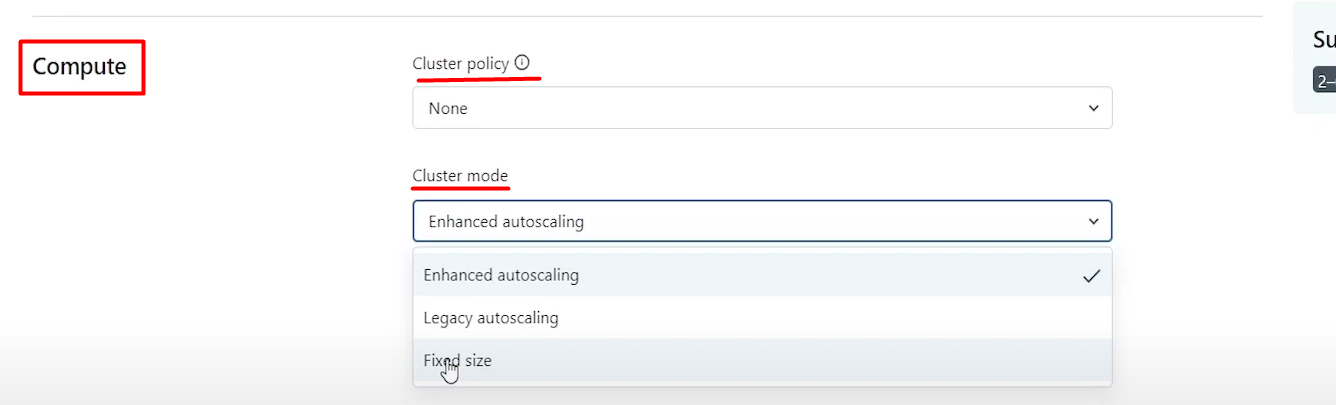 Compute
Cluster policy
None
Cluster mode
Enhanced autoscaling
Enhanced autoscaling
Legacy autoscaling
Fixed size
Su
2–